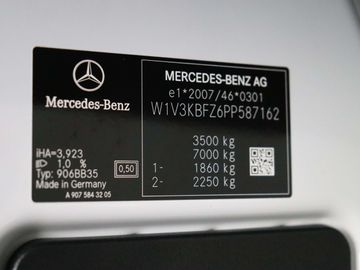 Mercedes-Benz
MERCEDES-BENZ AG
e1*2007/46*0301
W1V3KBFZ6PP587162
3500 kg
7000 kg
1- 1860 kg
2- 2250 kg
iHA=3,923
1,0 %
0,50
Typ: 906BB35
Made in Germany
A 907 584 32 05